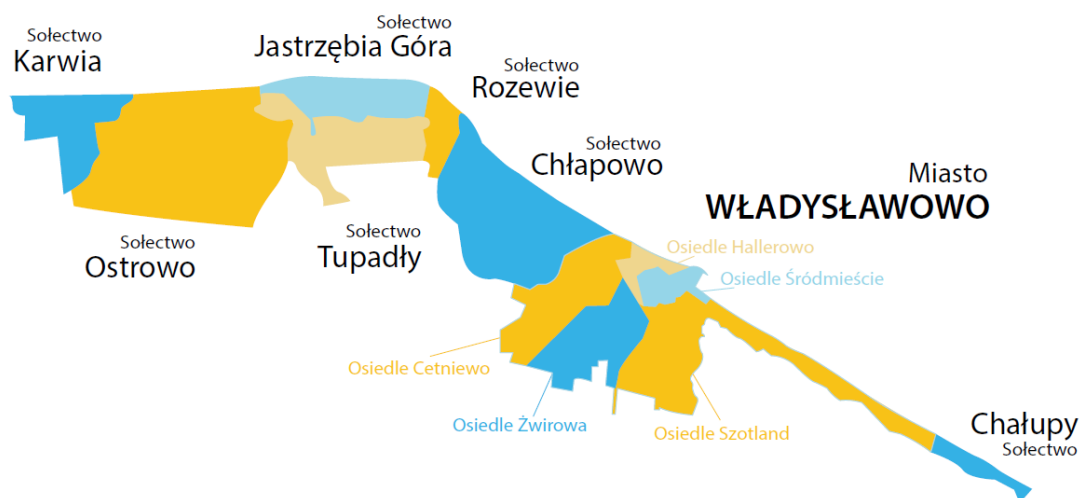 Sołectwo
Karwia
Sołectwo
Jastrzębia Góra
Sołectwo
Rozewie
Sołectwo
Chłapowo
Miasto
WŁADYSŁAWOWO
Sołectwo
Ostrowo
Sołectwo
Tupadły
Osiedle Hallerowo
Osiedle Śródmieście
Osiedle Cetniewo
Osiedle Żwirowa
Osiedle Szotland
Chałupy
Sołectwo